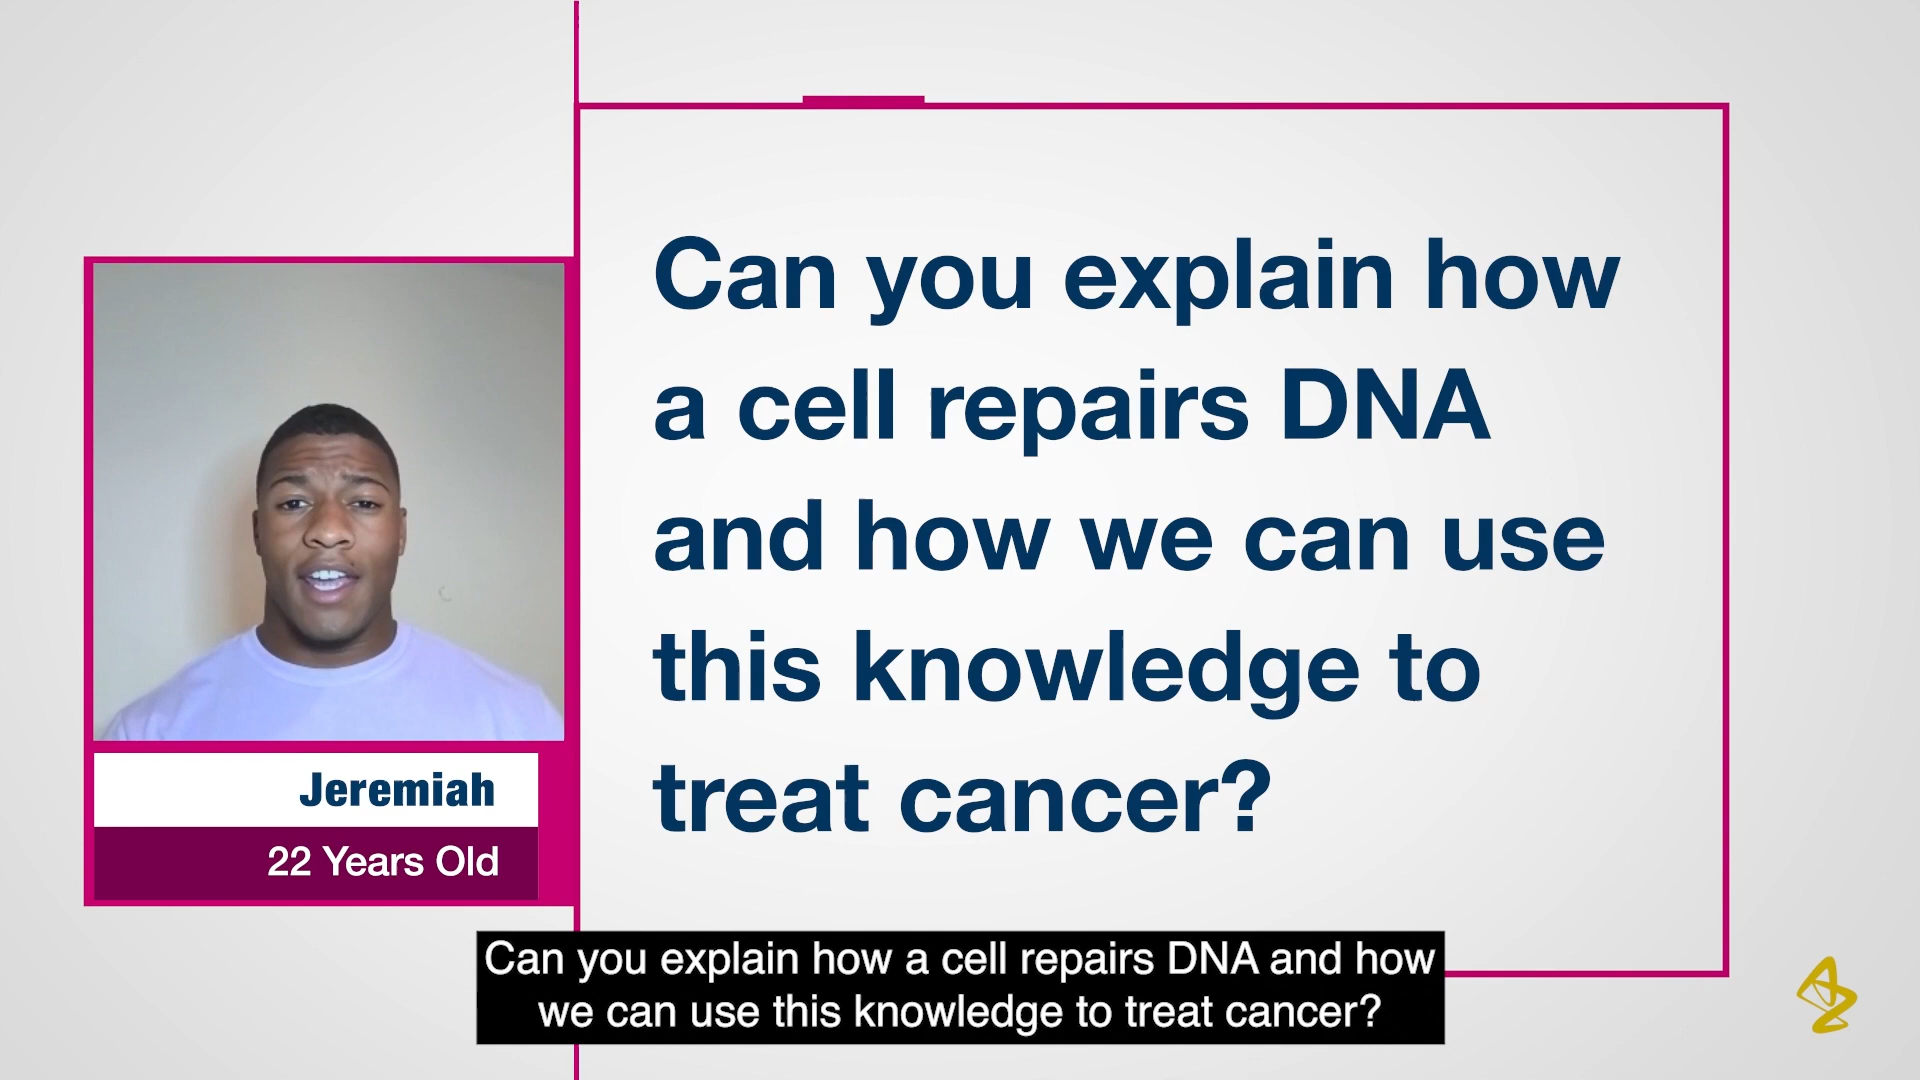 Can you explain how
a cell repairs DNA
and how we can use
this knowledge to
treat cancer?
Jeremiah
22 Years Old
Can you explain how a cell repairs DNA and how
we can use this knowledge to treat cancer?